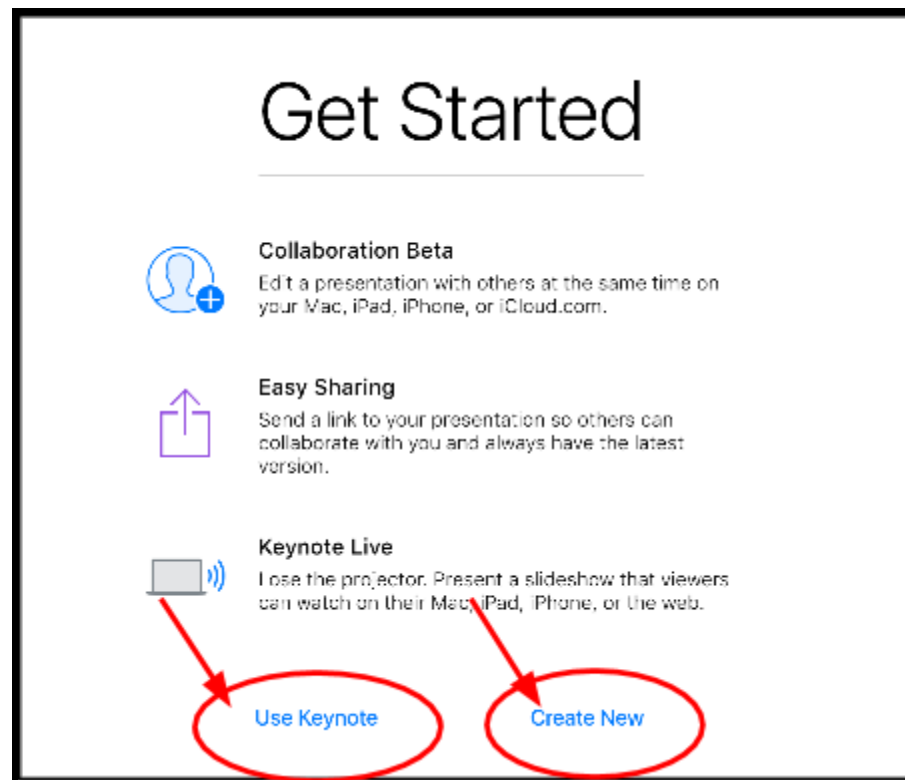 Get Started
Collaboration Beta
Edit a presentation with others at the same time on
your Mac, iPad, iPhone, or iCloud.com.
Easy Sharing
Send a link to your presentation so others can
collaborate with you and always have the latest
version.
Keynote Live
Lose the projector. Present a slideshow that viewers
can watch on their Mac, iPad, iPhone, or the web.
Use Keynote
Create New